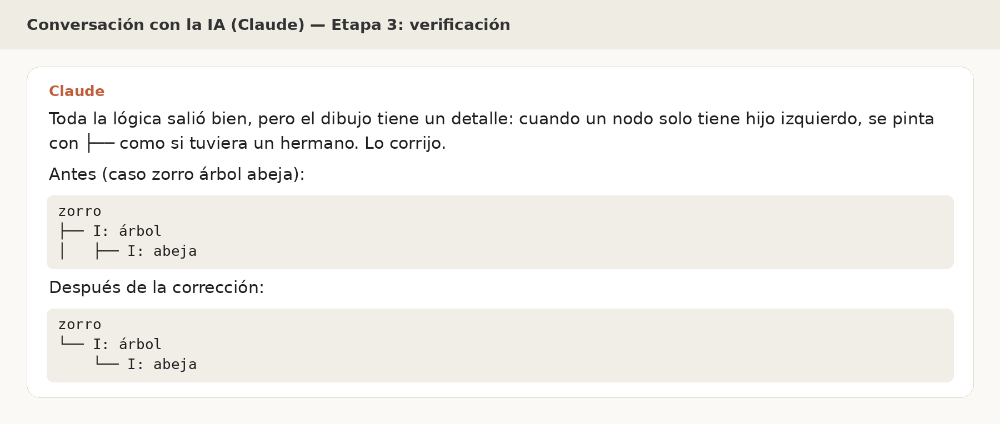 Conversación con la IA (Claude) — Etapa 3: verificación
Claude
Toda la lógica salió bien, pero el dibujo tiene un detalle: cuando un nodo solo tiene hijo izquierdo, se pinta
con ├── como si tuviera un hermano. Lo corrijo.
Antes (caso zorro árbol abeja):
zorro
├── I: árbol
│   ├── I: abeja
Después de la corrección:
zorro
└── I: árbol
    └── I: abeja